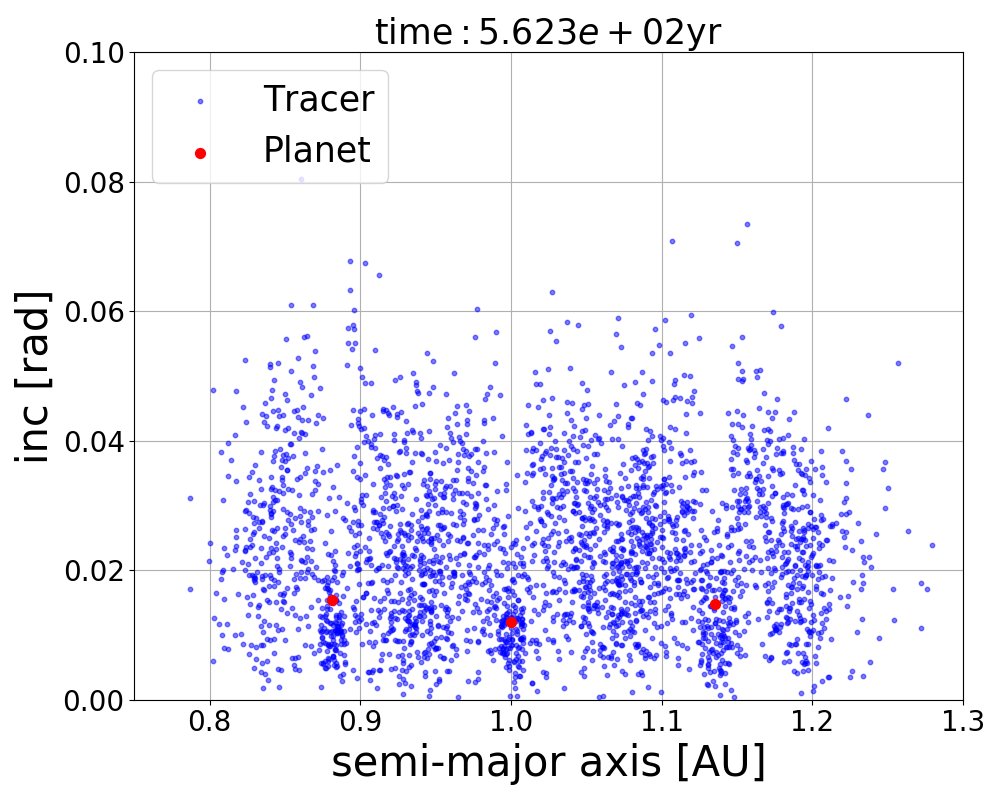 time : 5.623e + 02yr
0.10
0.08
0.06
0.04
0.02
0.00
inc [rad]
Tracer
Planet
0.8 0.9 1.0 1.1 1.2 1.3
semi-major axis [AU]